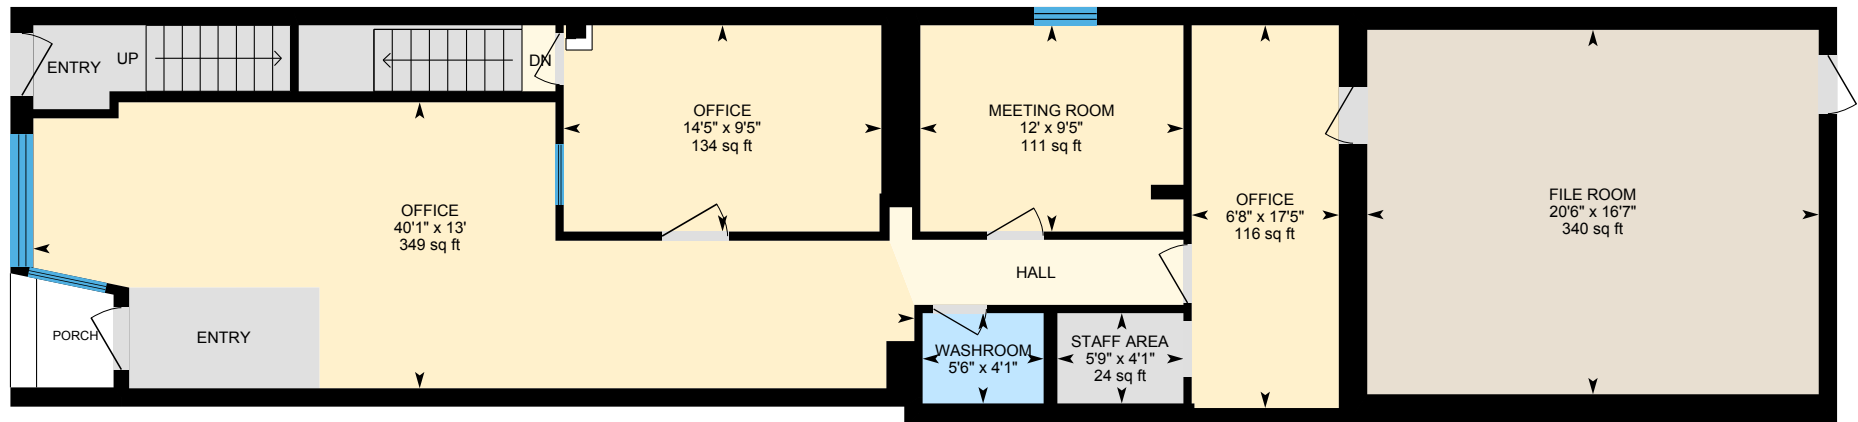 ENTRY
UP
DN
OFFICE
14'5" x 9'5"
134 sq ft
MEETING ROOM
12' x 9'5"
111 sq ft
OFFICE
40'1" x 13'
349 sq ft
OFFICE
6'8" x 17'5"
116 sq ft
FILE ROOM
20'6" x 16'7"
340 sq ft
HALL
PORCH
ENTRY
WASHROOM
5'6" x 4'1"
STAFF AREA
5'9" x 4'1"
24 sq ft